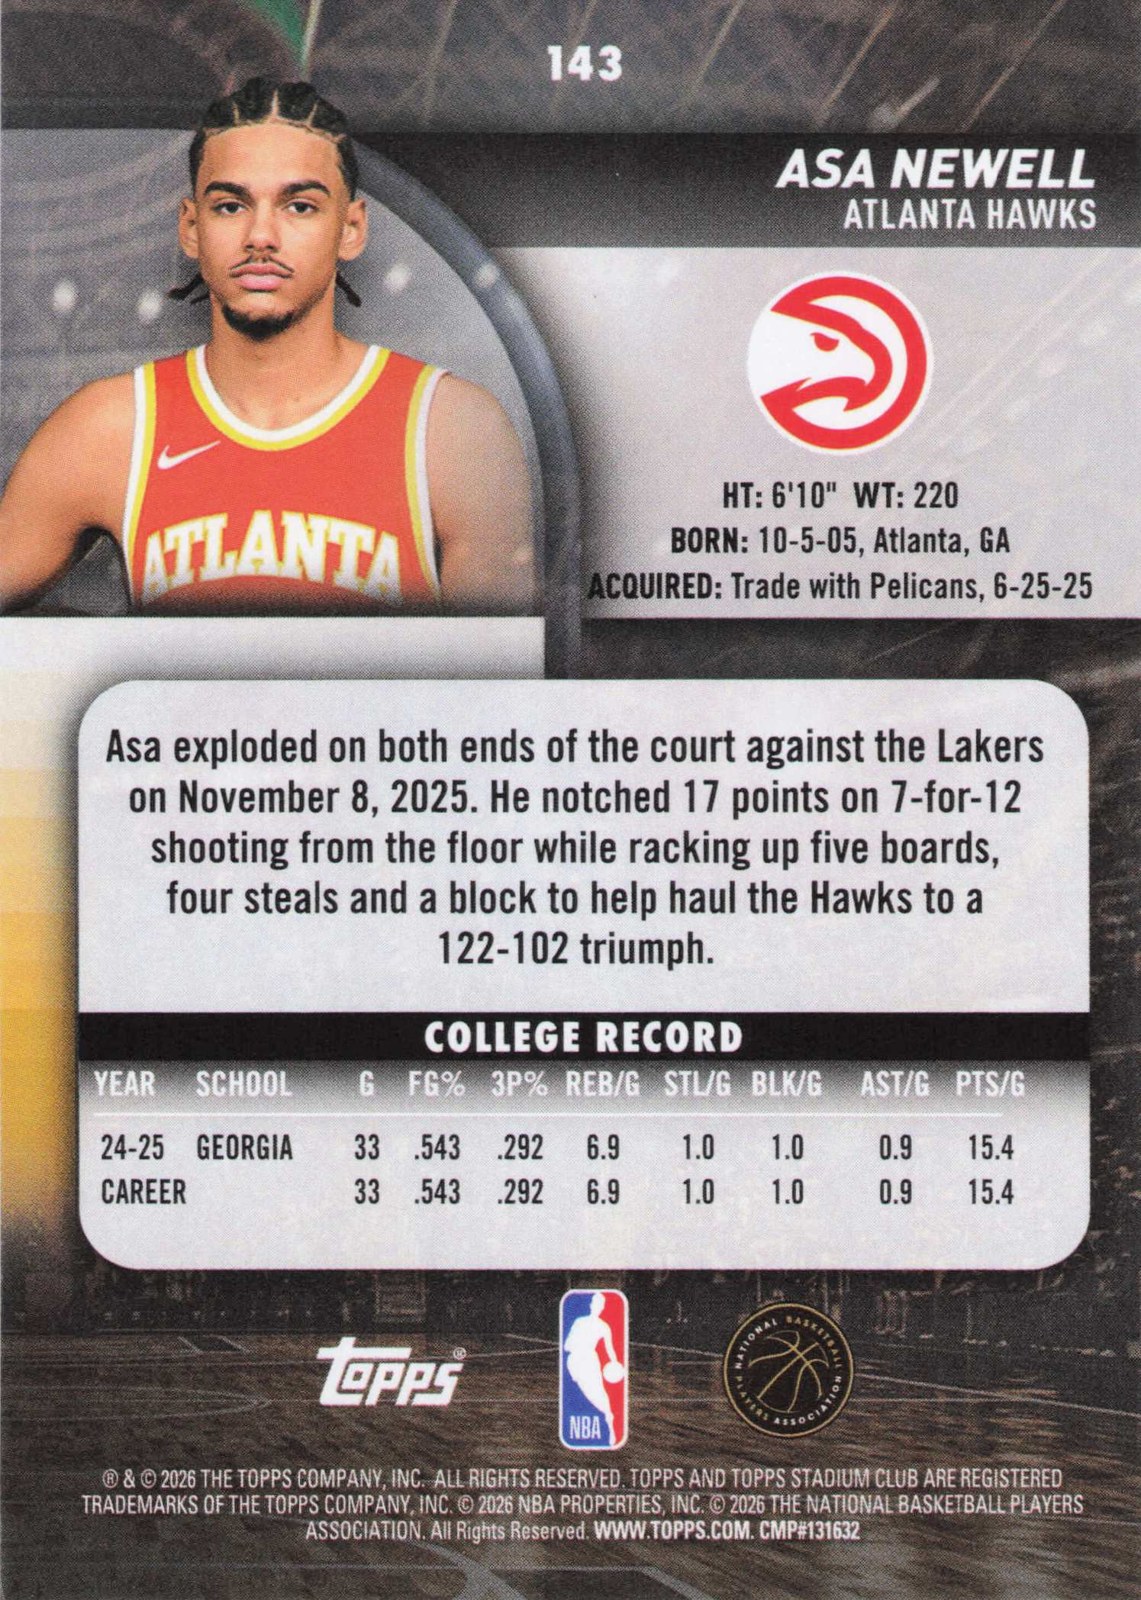 143
ASA NEWELL
ATLANTA HAWKS
HT: 6'10" WT: 220
BORN: 10-5-05, Atlanta, GA
ACQUIRED: Trade with Pelicans, 6-25-25
ATLANTA
Asa exploded on both ends of the court against the Lakers
on November 8, 2025. He notched 17 points on 7-for-12
shooting from the floor while racking up five boards,
four steals and a block to help haul the Hawks to a
122-102 triumph.
COLLEGE RECORD
YEAR SCHOOL G FG% 3P% REB/G STL/G BLK/G AST/G PTS/G
24-25 GEORGIA 33 .543 .292 6.9 1.0 1.0 0.9 15.4
CAREER 33 .543 .292 6.9 1.0 1.0 0.9 15.4
Topps®
NBA
NATIONAL BASKETBALL PLAYERS ASSOCIATION
® & © 2026 THE TOPPS COMPANY, INC. ALL RIGHTS RESERVED. TOPPS AND TOPPS STADIUM CLUB ARE REGISTERED
TRADEMARKS OF THE TOPPS COMPANY, INC. © 2026 NBA PROPERTIES, INC. © 2026 THE NATIONAL BASKETBALL PLAYERS
ASSOCIATION. All Rights Reserved. WWW.TOPPS.COM. CMP#131632